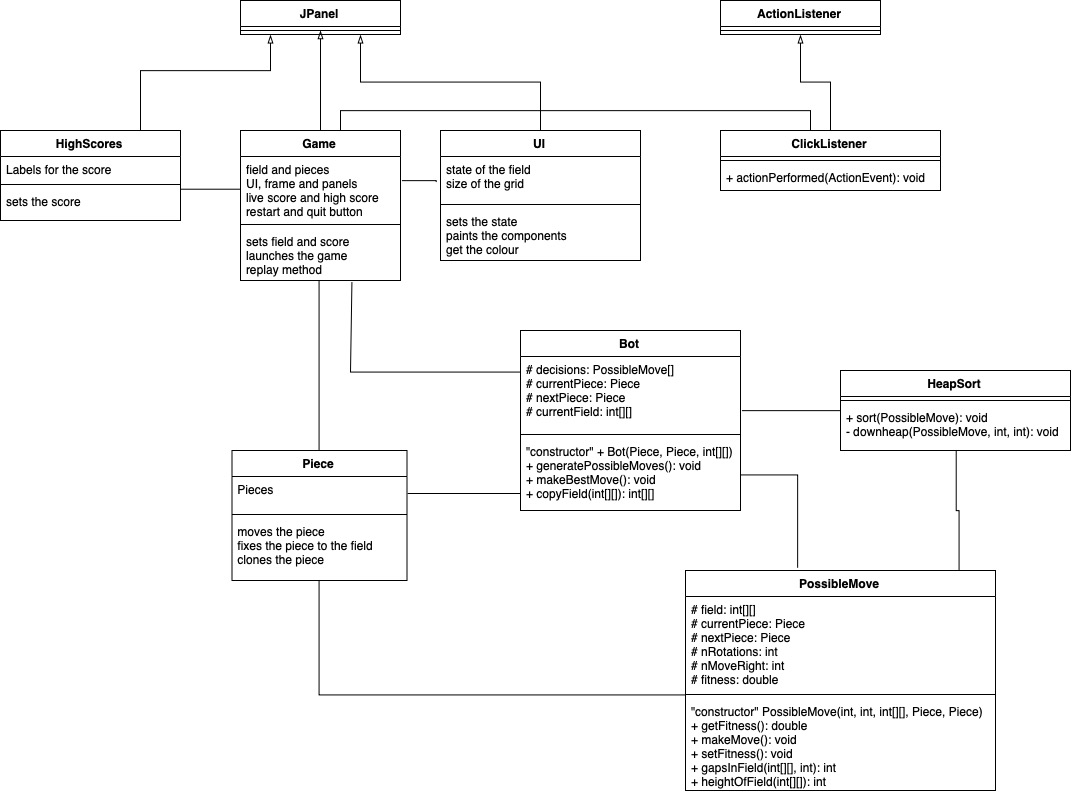 JPanel
ActionListener
HighScores
Labels for the score
sets the score
Game
field and pieces
UI, frame and panels
live score and high score
restart and quit button
sets field and score
launches the game
replay method
UI
state of the field
size of the grid
sets the state
paints the components
get the colour
ClickListener
+ actionPerformed(ActionEvent): void
Bot
# decisions: PossibleMove[]
# currentPiece: Piece
# nextPiece: Piece
# currentField: int[][]
"constructor" + Bot(Piece, Piece, int[][])
+ generatePossibleMoves(): void
+ makeBestMove(): void
+ copyField(int[][]): int[][]
HeapSort
+ sort(PossibleMove): void
- downheap(PossibleMove, int, int): void
Piece
Pieces
moves the piece
fixes the piece to the field
clones the piece
PossibleMove
# field: int[][]
# currentPiece: Piece
# nextPiece: Piece
# nRotations: int
# nMoveRight: int
# fitness: double
"constructor" PossibleMove(int, int, int[][], Piece, Piece)
+ getFitness(): double
+ makeMove(): void
+ setFitness(): void
+ gapsInField(int[][], int): int
+ heightOfField(int[][]): int